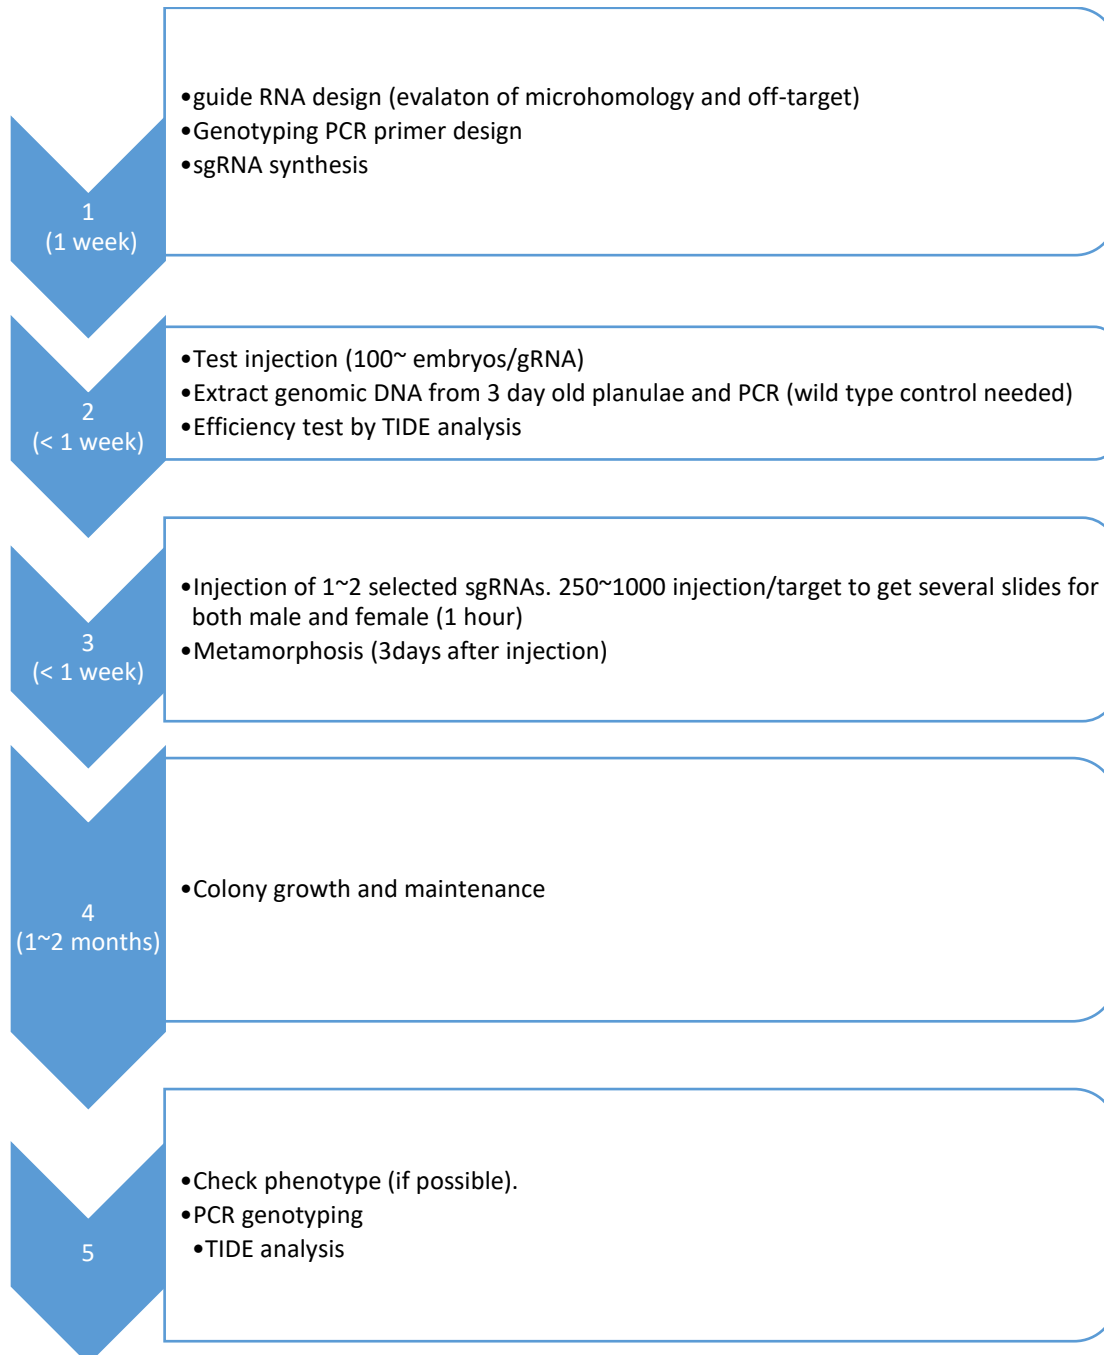 1
(1 week)
•guide RNA design (evalaton of microhomology and off-target)
•Genotyping PCR primer design
•sgRNA synthesis
2
(< 1 week)
•Test injection (100~ embryos/gRNA)
•Extract genomic DNA from 3 day old planulae and PCR (wild type control needed)
•Efficiency test by TIDE analysis
3
(< 1 week)
•Injection of 1~2 selected sgRNAs. 250~1000 injection/target to get several slides for
both male and female (1 hour)
•Metamorphosis (3days after injection)
4
(1~2 months)
•Colony growth and maintenance
5
•Check phenotype (if possible).
•PCR genotyping
•TIDE analysis